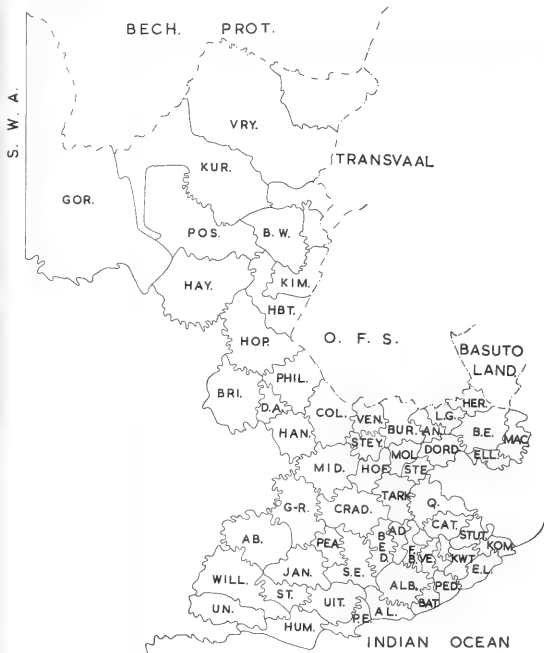 BECH. PROT.
S. W. A.
VRY.
TRANSVAAL
KUR.
GOR.
POS.
B.W.
HAY.
KIM.
HBT.
HOP.
O. F. S.
BASUTO
LAND
BRI.
PHIL.
D.A.
COL.
HAN.
VEN.
STEY.
BUR.
AN.
L.G.
HER.
B.E.
MAC.
MOL.
DORD.
ELL.
MID.
HOF.
STE.
TARK.
G-R.
CRAD.
Q.
AB.
PEA.
BED.
AD.
CAT.
STUT.
KOM.
F.B.
VE.
KWT.
E.L.
WILL.
JAN.
S.E.
ALB.
PED.
ST.
UIT.
BAT.
UN.
HUM.
P.E.
AL.
INDIAN OCEAN